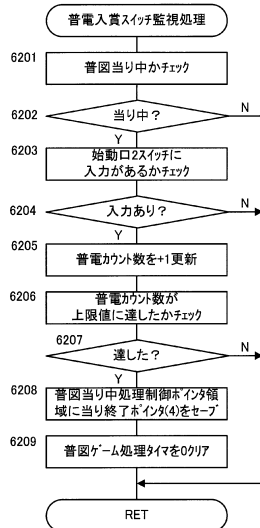 普電入賞スイッチ監視処理
6201
普図当り中かチェック
6202
当り中?
N
Y
6203
始動口2スイッチに
入力があるかチェック
6204
入力あり?
N
Y
6205
普電カウント数を+1更新
6206
普電カウント数が
上限値に達したかチェック
6207
達した?
N
Y
6208
普図当り中処理制御ポインタ領
域に当り終了ポインタ(4)をセーブ
6209
普図ゲーム処理タイマを0クリア
RET